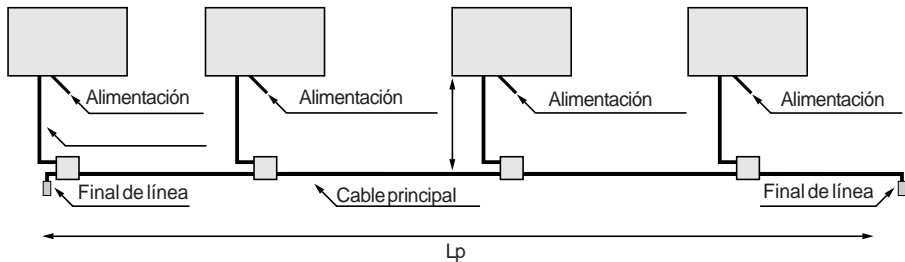 Alimentación
Alimentación
Alimentación
Alimentación
Final de línea
Cable principal
Final de línea
Lp